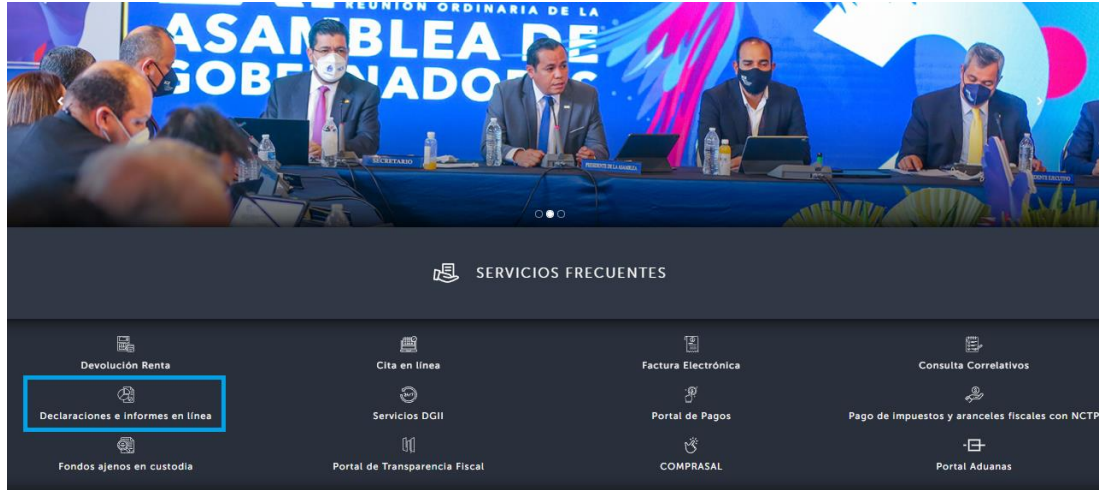 REUNIÓN ORDINARIA DE LA
ASAMBLEA DE
SECRETARIO
PRESIDENTE DE LA ASAMBLEA
SERVICIOS FRECUENTES
Devolución Renta
Cita en línea
Factura Electrónica
Consulta Correlativos
Declaraciones e informes en línea
24/7
Servicios DGII
Portal de Pagos
Pago de impuestos y aranceles fiscales con NCTP
Fondos ajenos en custodia
Portal de Transparencia Fiscal
COMPRASAL
Portal Aduanas